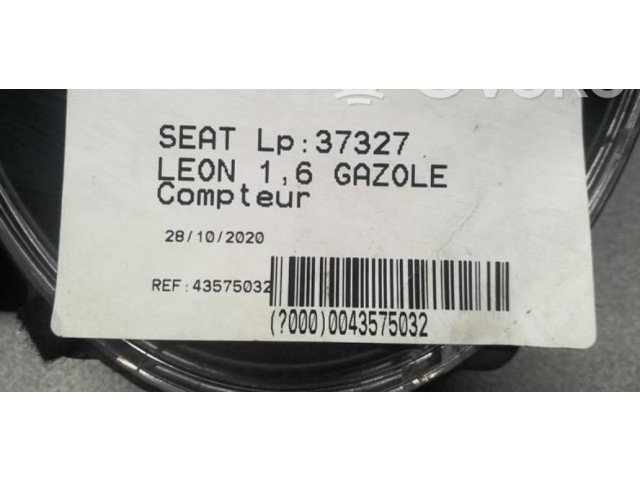 SEAT Lp:37327
LEON 1,6 GAZOLE
Compteur
28/10/2020
REF:43575032
(?000)0043575032